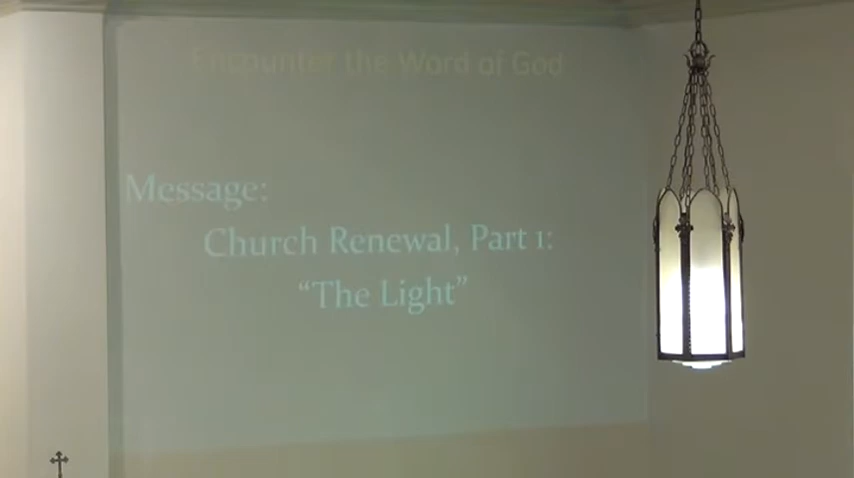 Encounter the Word of God
Message:
Church Renewal, Part 1:
“The Light”